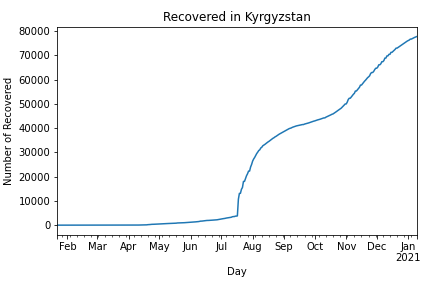 Recovered in Kyrgyzstan
Number of Recovered
80000
70000
60000
50000
40000
30000
20000
10000
0
Feb Mar Apr May Jun Jul Aug Sep Oct Nov Dec Jan
2021
Day